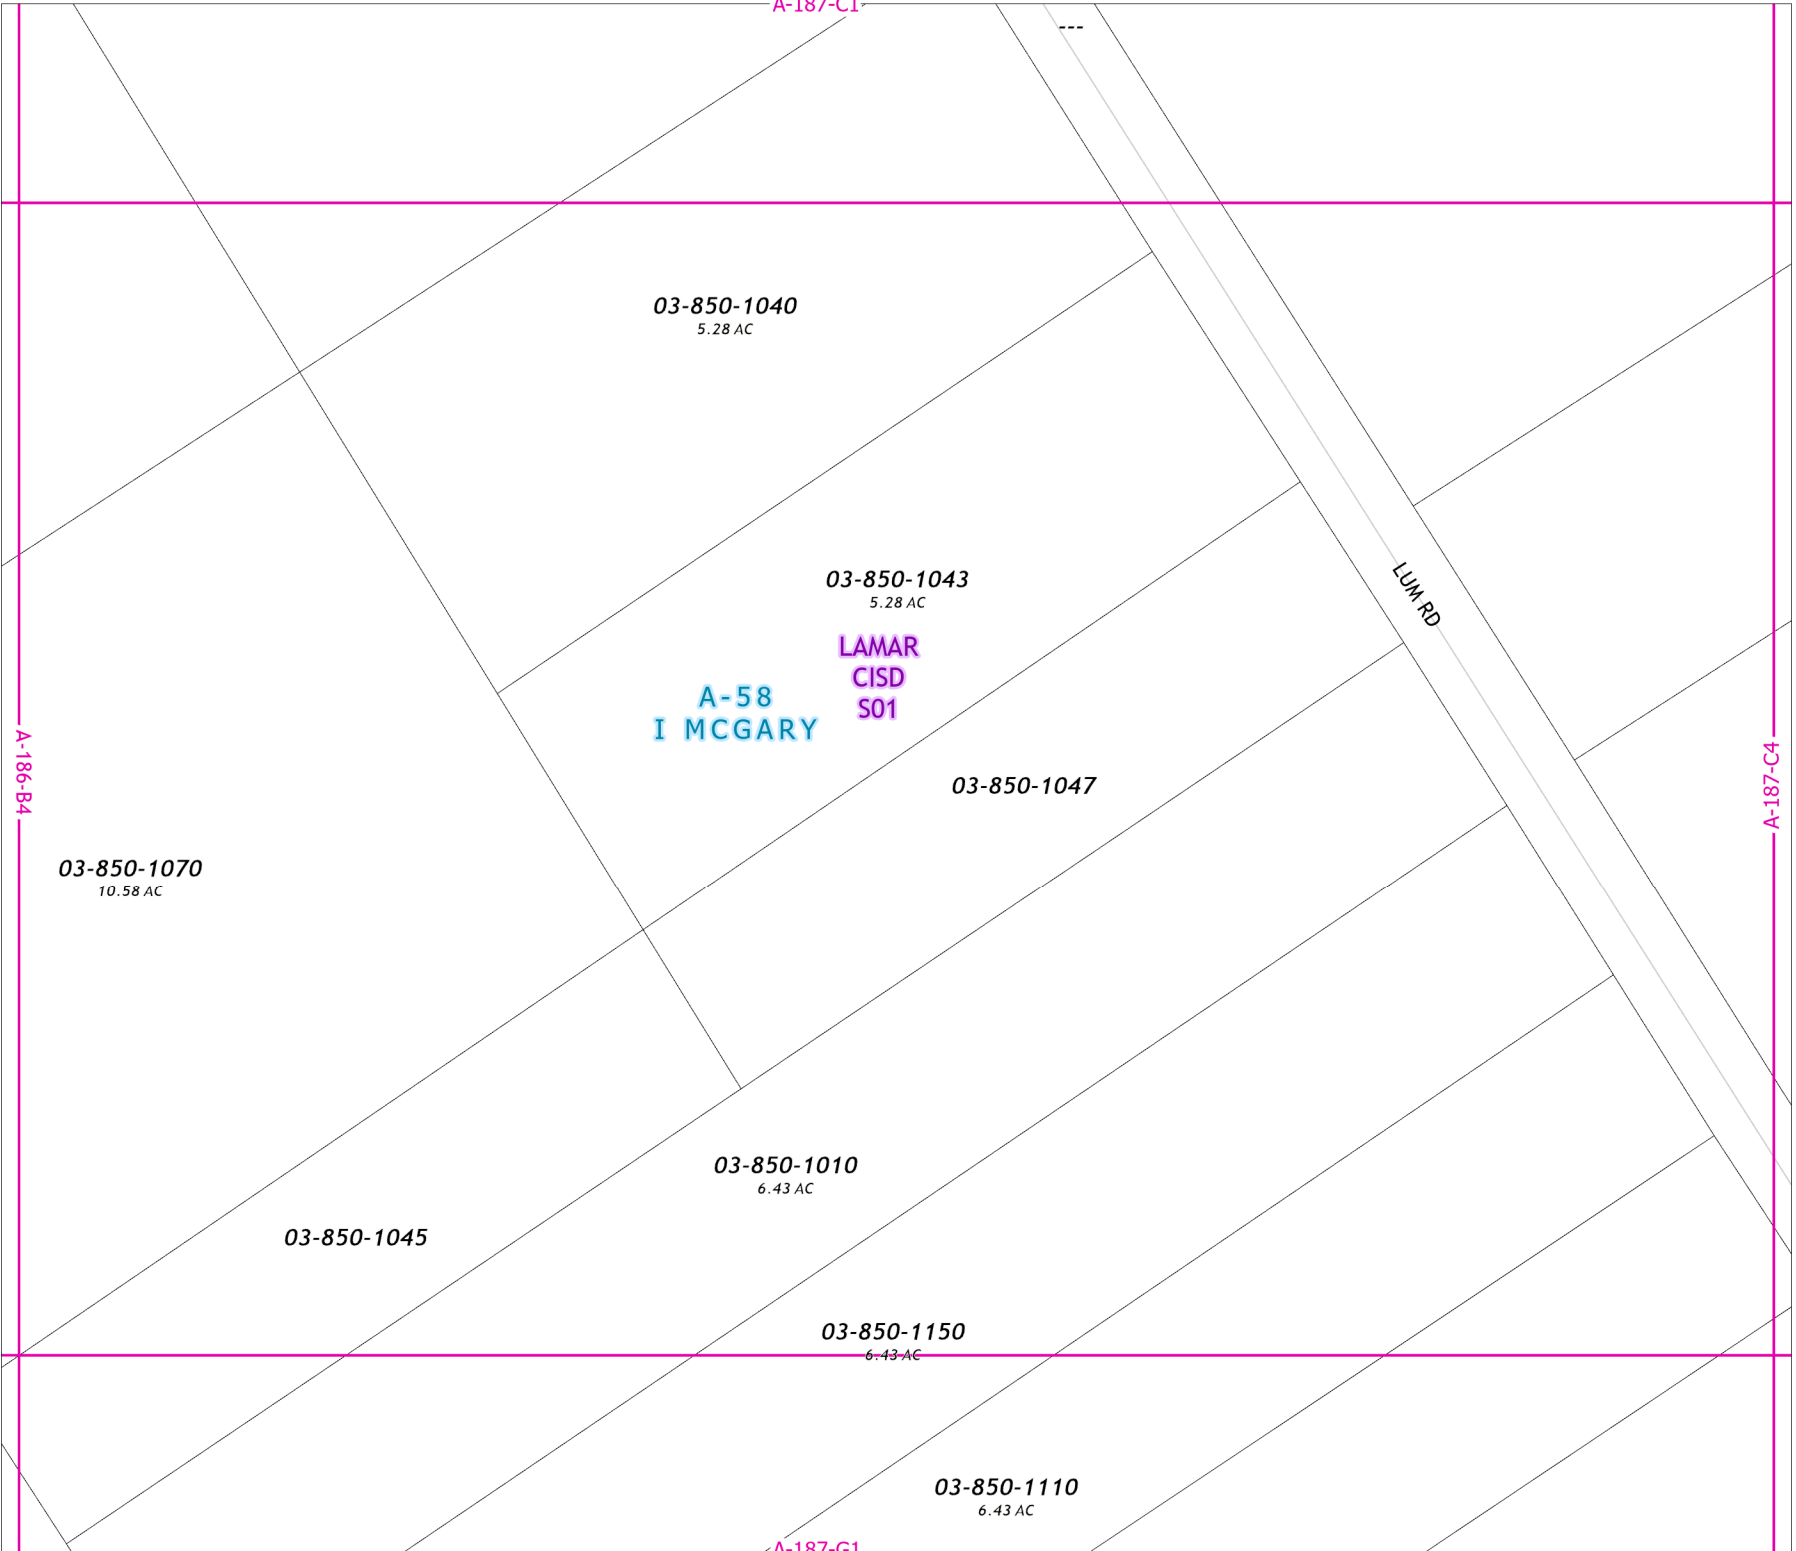 A-187-C1
---
03-850-1040
5.28 AC
03-850-1043
5.28 AC
LUM RD
LAMAR
CISD
S01
A-58
I MCGARY
A-186-B4
A-187-C4
03-850-1047
03-850-1070
10.58 AC
03-850-1010
6.43 AC
03-850-1045
03-850-1150
6.43 AC
03-850-1110
6.43 AC
A-187-G1